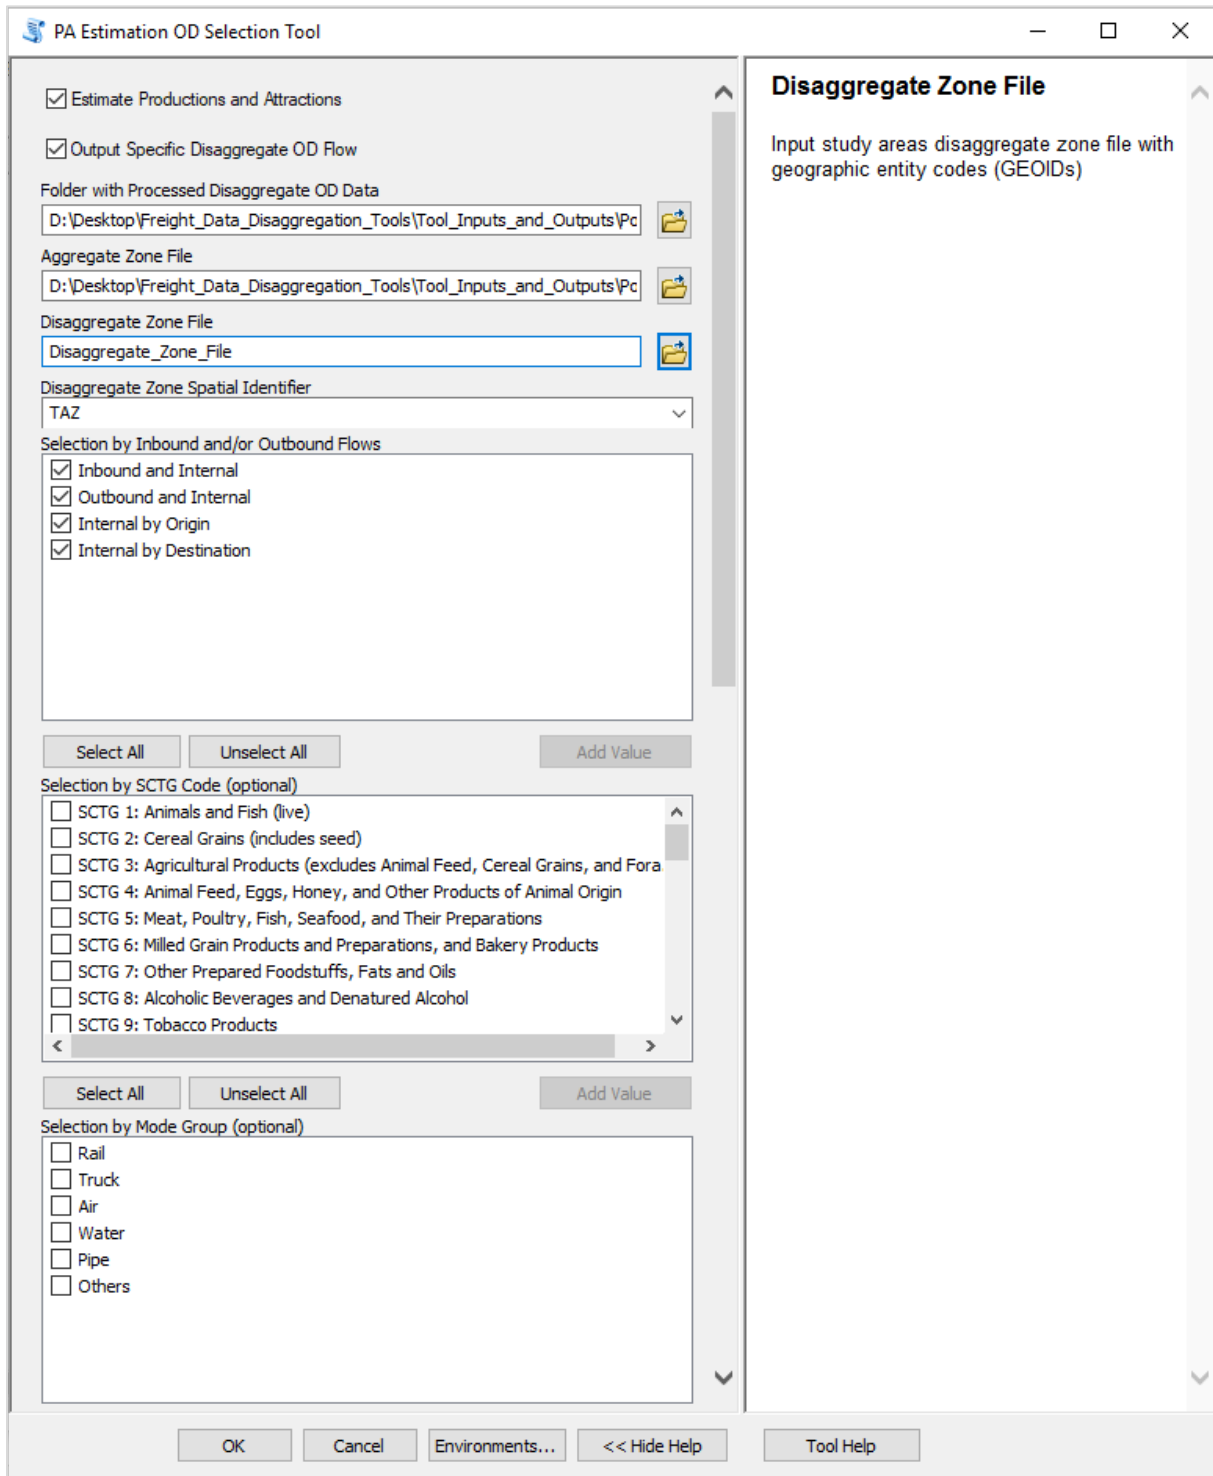 PA Estimation OD Selection Tool
Estimate Productions and Attractions
Output Specific Disaggregate OD Flow
Folder with Processed Disaggregate OD Data
D:\Desktop\Freight_Data_Disaggregation_Tools\Tool_Inputs_and_Outputs\Pc
Aggregate Zone File
D:\Desktop\Freight_Data_Disaggregation_Tools\Tool_Inputs_and_Outputs\Pc
Disaggregate Zone File
Disaggregate_Zone_File
Disaggregate Zone Spatial Identifier
TAZ
Selection by Inbound and/or Outbound Flows
Inbound and Internal
Outbound and Internal
Internal by Origin
Internal by Destination
Select All Unselect All Add Value
Selection by SCTG Code (optional)
SCTG 1: Animals and Fish (live)
SCTG 2: Cereal Grains (includes seed)
SCTG 3: Agricultural Products (excludes Animal Feed, Cereal Grains, and Fora
SCTG 4: Animal Feed, Eggs, Honey, and Other Products of Animal Origin
SCTG 5: Meat, Poultry, Fish, Seafood, and Their Preparations
SCTG 6: Milled Grain Products and Preparations, and Bakery Products
SCTG 7: Other Prepared Foodstuffs, Fats and Oils
SCTG 8: Alcoholic Beverages and Denatured Alcohol
SCTG 9: Tobacco Products
Select All Unselect All Add Value
Selection by Mode Group (optional)
Rail
Truck
Air
Water
Pipe
Others
Disaggregate Zone File
Input study areas disaggregate zone file with
geographic entity codes (GEOIDs)
OK Cancel Environments... << Hide Help Tool Help